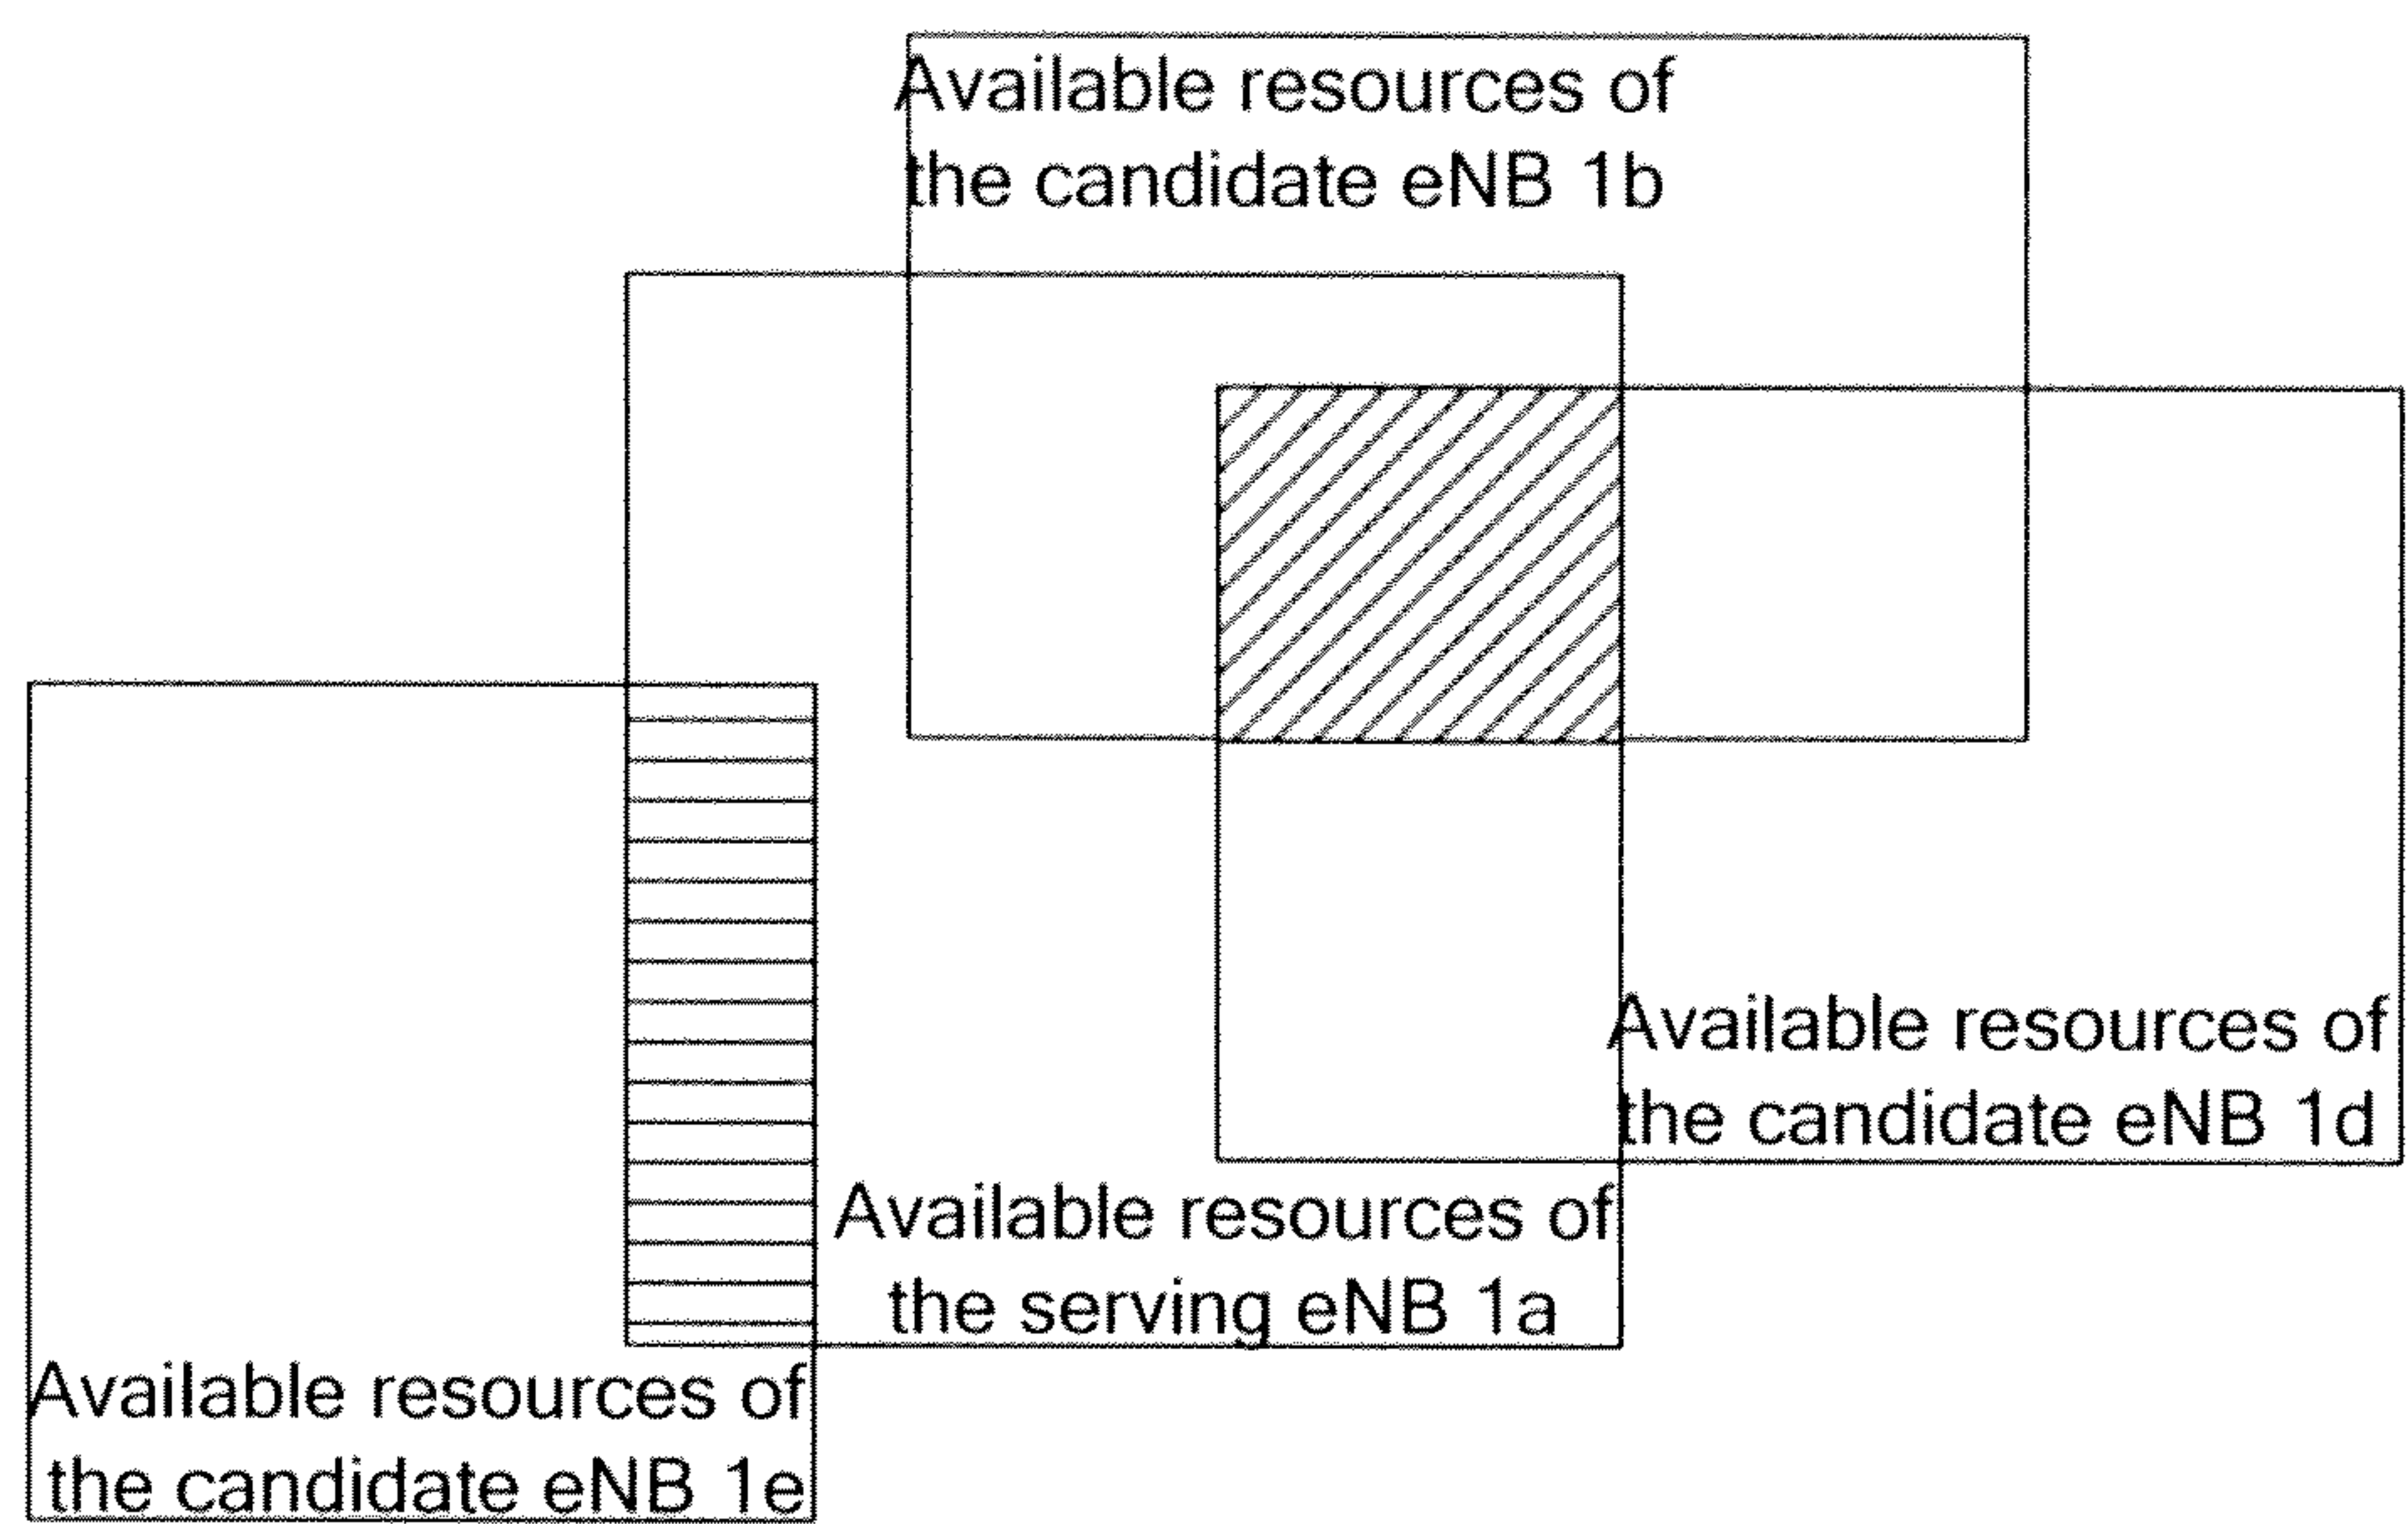 Available resources of
the candidate eNB 1b
Available resources of
the candidate eNB 1d
Available resources of
the serving eNB 1a
Available resources of
the candidate eNB 1e